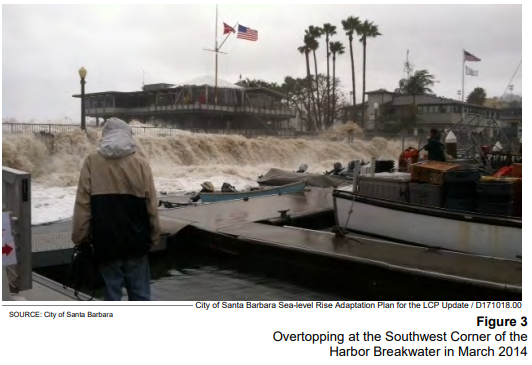 City of Santa Barbara Sea-level Rise Adaptation Plan for the LCP Update / D171018.00
SOURCE: City of Santa Barbara
Figure 3
Overtopping at the Southwest Corner of the
Harbor Breakwater in March 2014